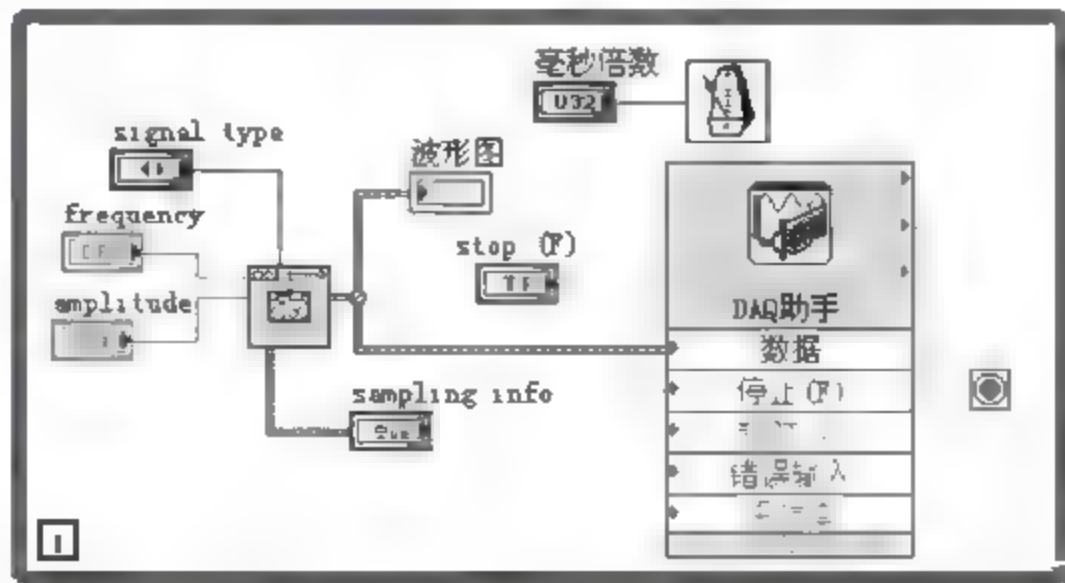 毫秒倍数
U32
signal type
波形图
frequency
stop (F)
TF
amplitude
DAQ助手
数据
停止(F)
sampling info
错误输入
i